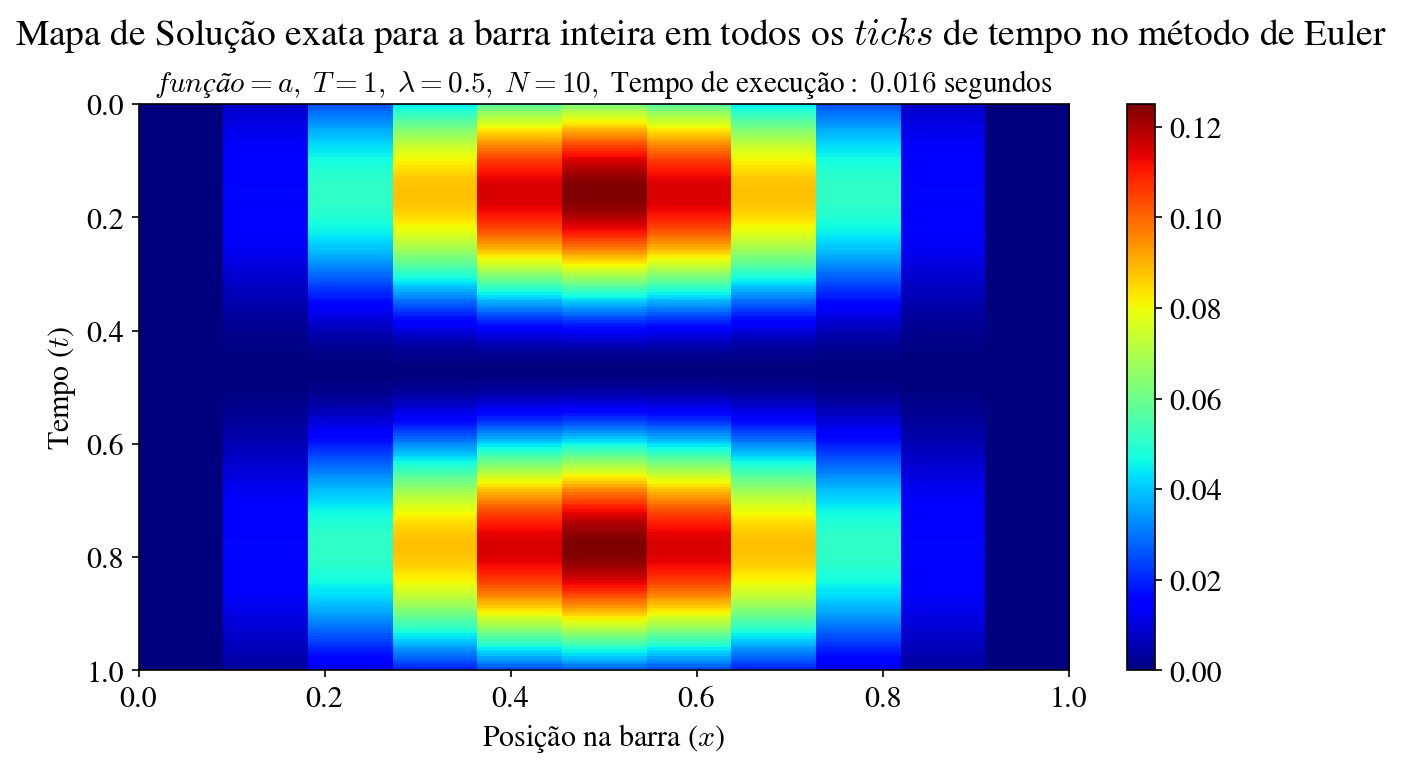 Mapa de Solução exata para a barra inteira em todos os ticks de tempo no método de Euler
função = a, T = 1, λ = 0.5, N = 10, Tempo de execução : 0.016 segundos
0.0
0.2
0.4
0.6
0.8
1.0
Tempo (t)
0.0 0.2 0.4 0.6 0.8 1.0
Posição na barra (x)
0.12
0.10
0.08
0.06
0.04
0.02
0.00